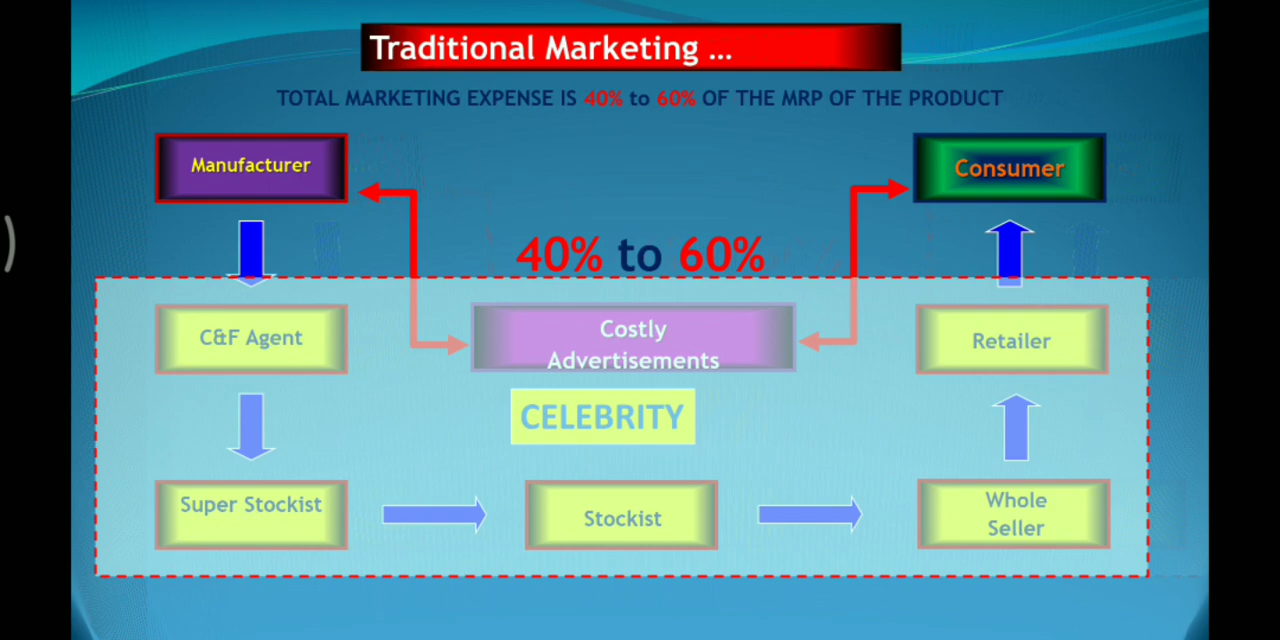 Traditional Marketing ...
TOTAL MARKETING EXPENSE IS 40% to 60% OF THE MRP OF THE PRODUCT
Manufacturer
Consumer
40% to 60%
C&F Agent
Costly
Advertisements
Retailer
CELEBRITY
Super Stockist
Stockist
Whole
Seller